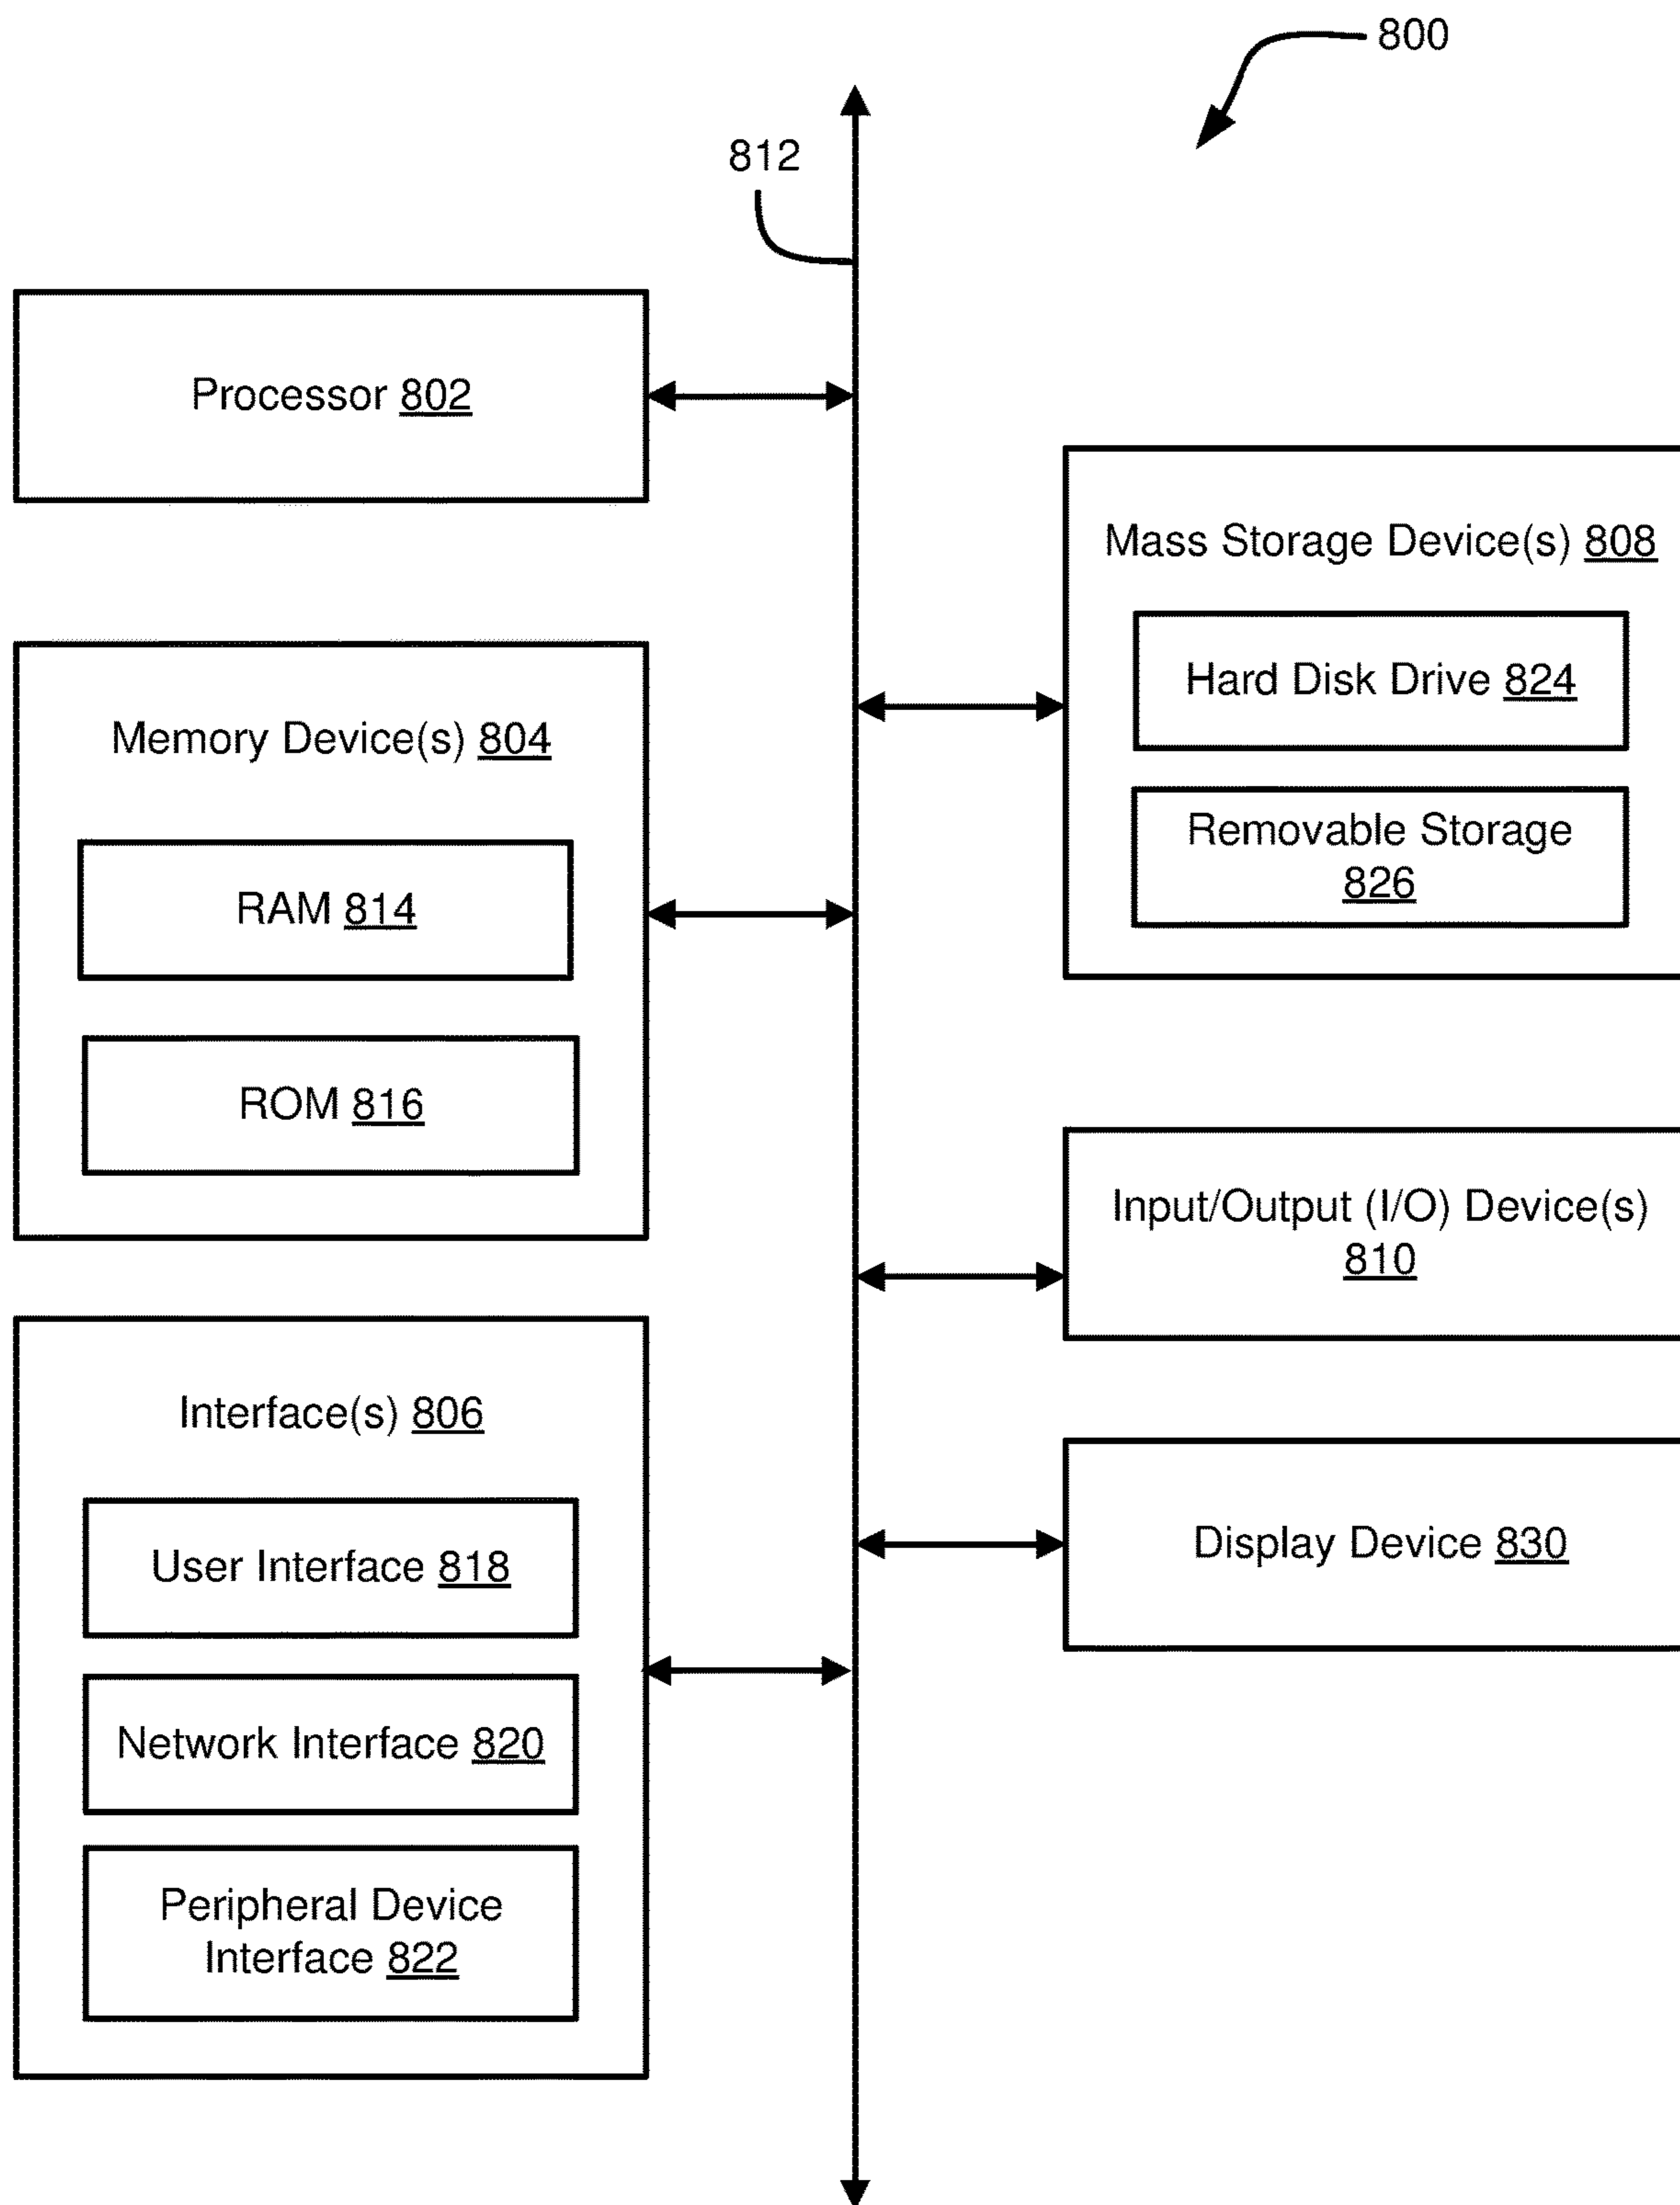 800
812
Processor 802
Memory Device(s) 804
RAM 814
ROM 816
Interface(s) 806
User Interface 818
Network Interface 820
Peripheral Device
Interface 822
Mass Storage Device(s) 808
Hard Disk Drive 824
Removable Storage
826
Input/Output (I/O) Device(s)
810
Display Device 830